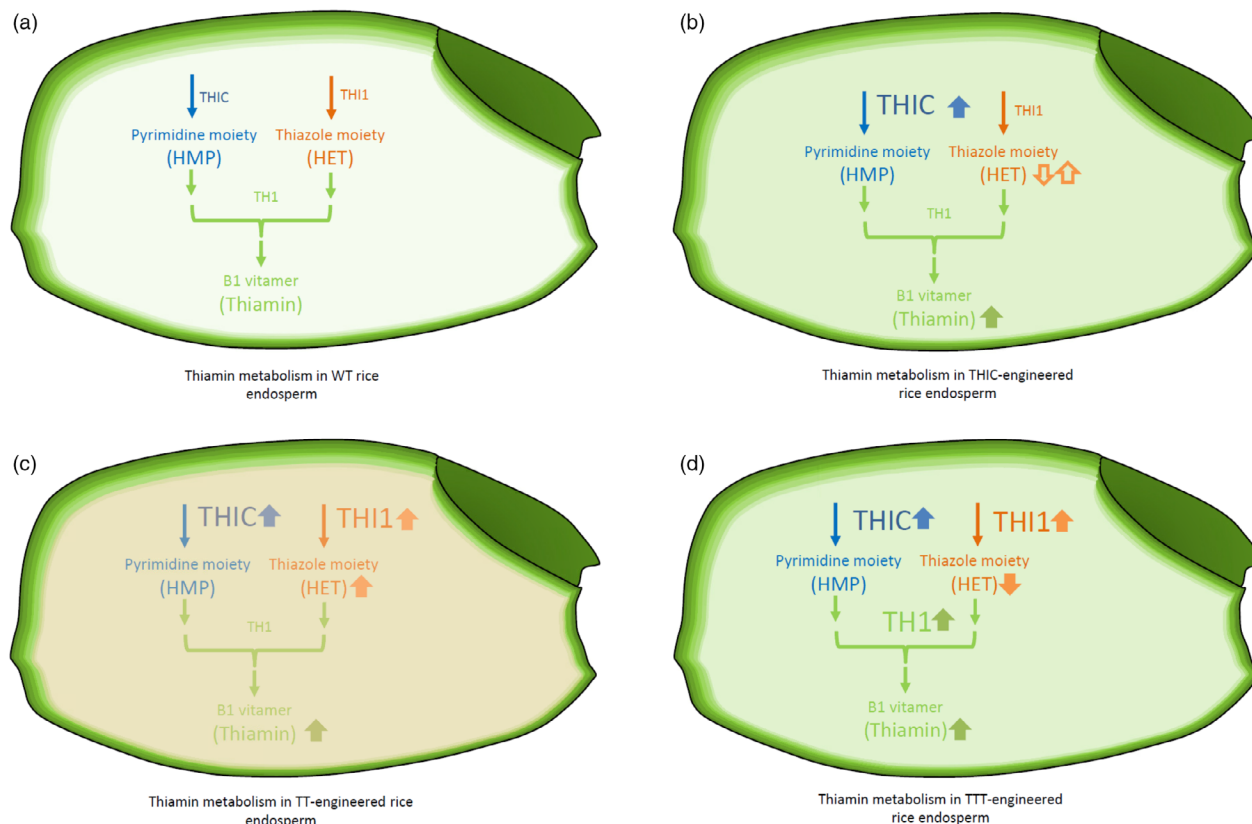 (a)
THIC
THI1
Pyrimidine moiety
(HMP)
Thiazole moiety
(HET)
TH1
B1 vitamer
(Thiamin)
Thiamin metabolism in WT rice
endosperm
(b)
THIC
THI1
Pyrimidine moiety
(HMP)
Thiazole moiety
(HET)
TH1
B1 vitamer
(Thiamin)
Thiamin metabolism in THIC-engineered
rice endosperm
(c)
THIC
THI1
Pyrimidine moiety
(HMP)
Thiazole moiety
(HET)
TH1
B1 vitamer
(Thiamin)
Thiamin metabolism in TT-engineered rice
endosperm
(d)
THIC
THI1
Pyrimidine moiety
(HMP)
Thiazole moiety
(HET)
TH1
B1 vitamer
(Thiamin)
Thiamin metabolism in TTT-engineered
rice endosperm